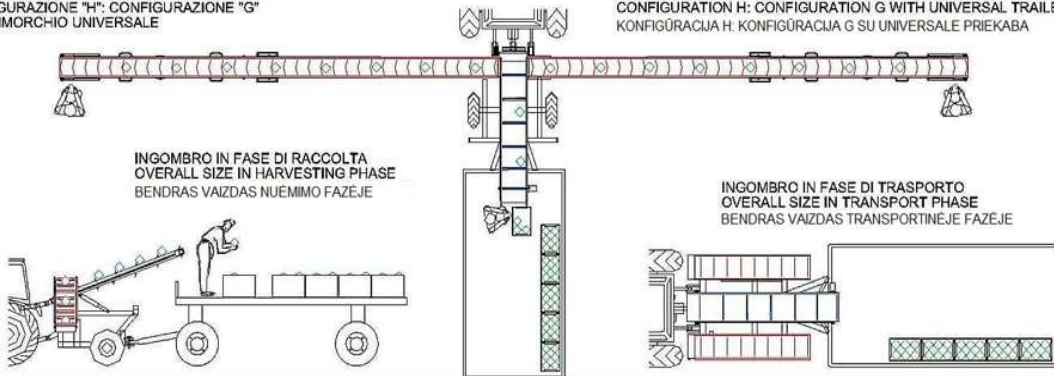 GURAZIONE "H": CONFIGURAZIONE "G"
IMORCHIO UNIVERSALE
CONFIGURATION H: CONFIGURATION G WITH UNIVERSAL TRAILE
KONFIGŪRACIJA H: KONFIGŪRACIJA G SU UNIVERSALE PRIEKABA
INGOMBRO IN FASE DI RACCOLTA
OVERALL SIZE IN HARVESTING PHASE
BENDRAS VAIZDAS NUĖMIMO FAZĖJE
INGOMBRO IN FASE DI TRASPORTO
OVERALL SIZE IN TRANSPORT PHASE
BENDRAS VAIZDAS TRANSPORTINĖJE FAZĖJE